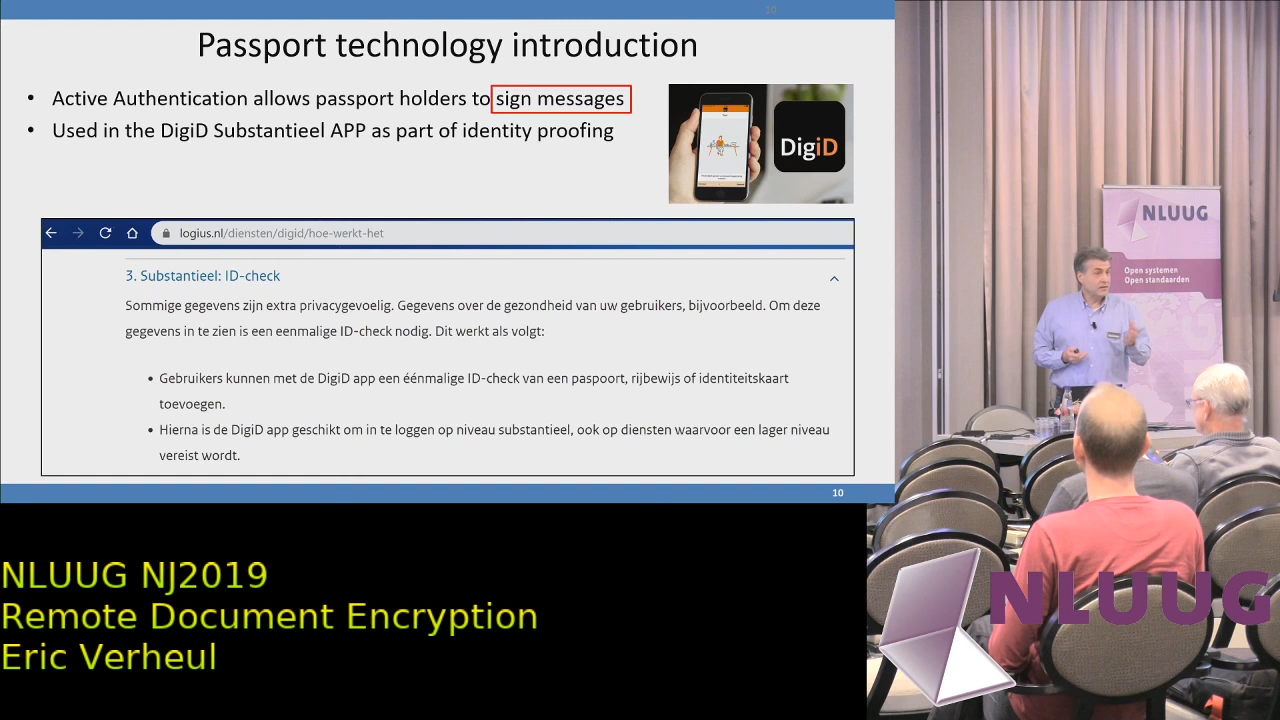 10
Passport technology introduction
• Active Authentication allows passport holders to sign messages
• Used in the DigiD Substantieel APP as part of identity proofing
DigiD
logius.nl/diensten/digid/hoe-werkt-het
3. Substantieel: ID-check
Sommige gegevens zijn extra privacygevoelig. Gegevens over de gezondheid van uw gebruikers, bijvoorbeeld. Om deze
gegevens in te zien is een eenmalige ID-check nodig. Dit werkt als volgt:
• Gebruikers kunnen met de DigiD app een éénmalige ID-check van een paspoort, rijbewijs of identiteitskaart
toevoegen.
• Hierna is de DigiD app geschikt om in te loggen op niveau substantieel, ook op diensten waarvoor een lager niveau
vereist wordt.
10
NLUUG
Open systemen
Open standaarden
NLUUG NJ2019
Remote Document Encryption
Eric Verheul
NLUUG